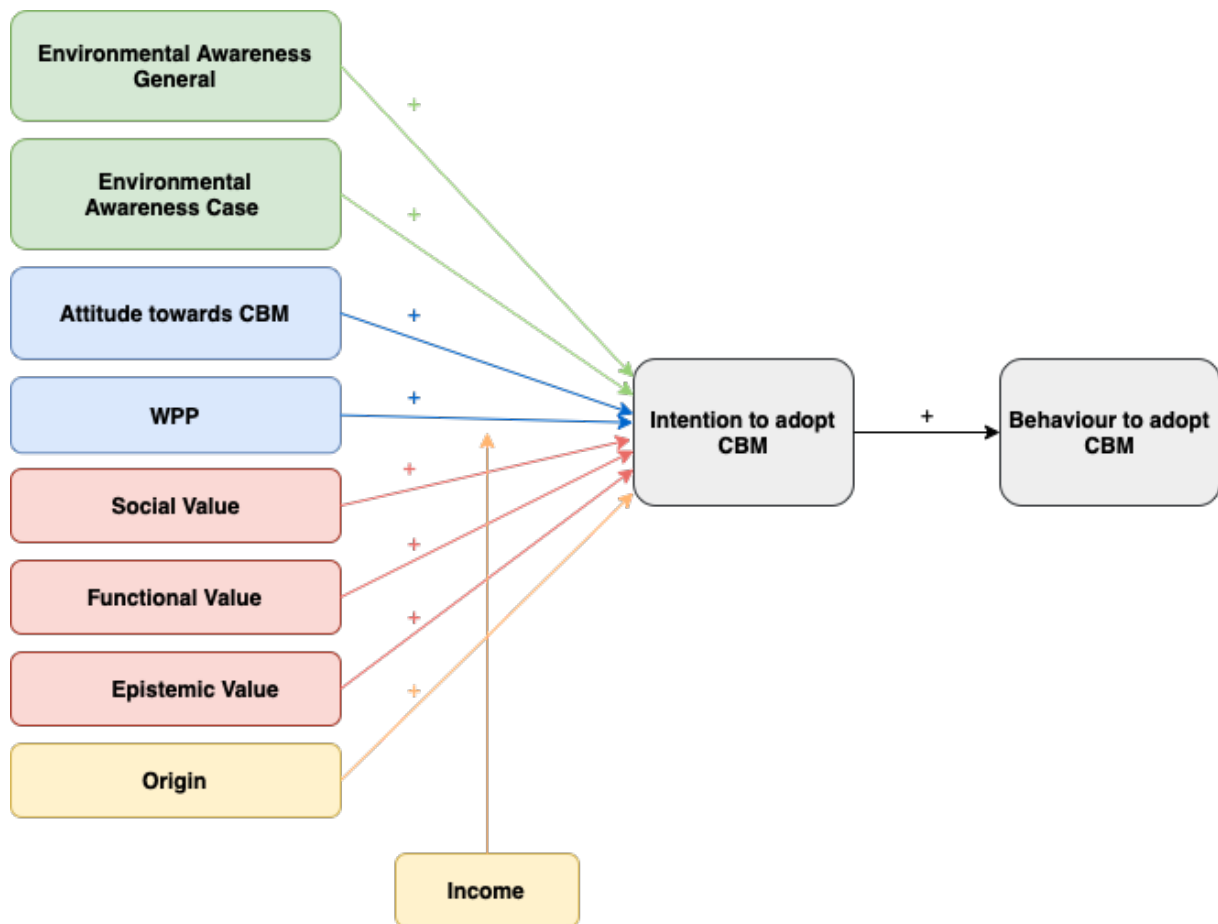 Environmental Awareness
General
+
Environmental
Awareness Case
+
Attitude towards CBM
+
WPP
+
Social Value
+
Functional Value
+
Epistemic Value
+
Origin
+
Income
Intention to adopt
CBM
+
Behaviour to adopt
CBM